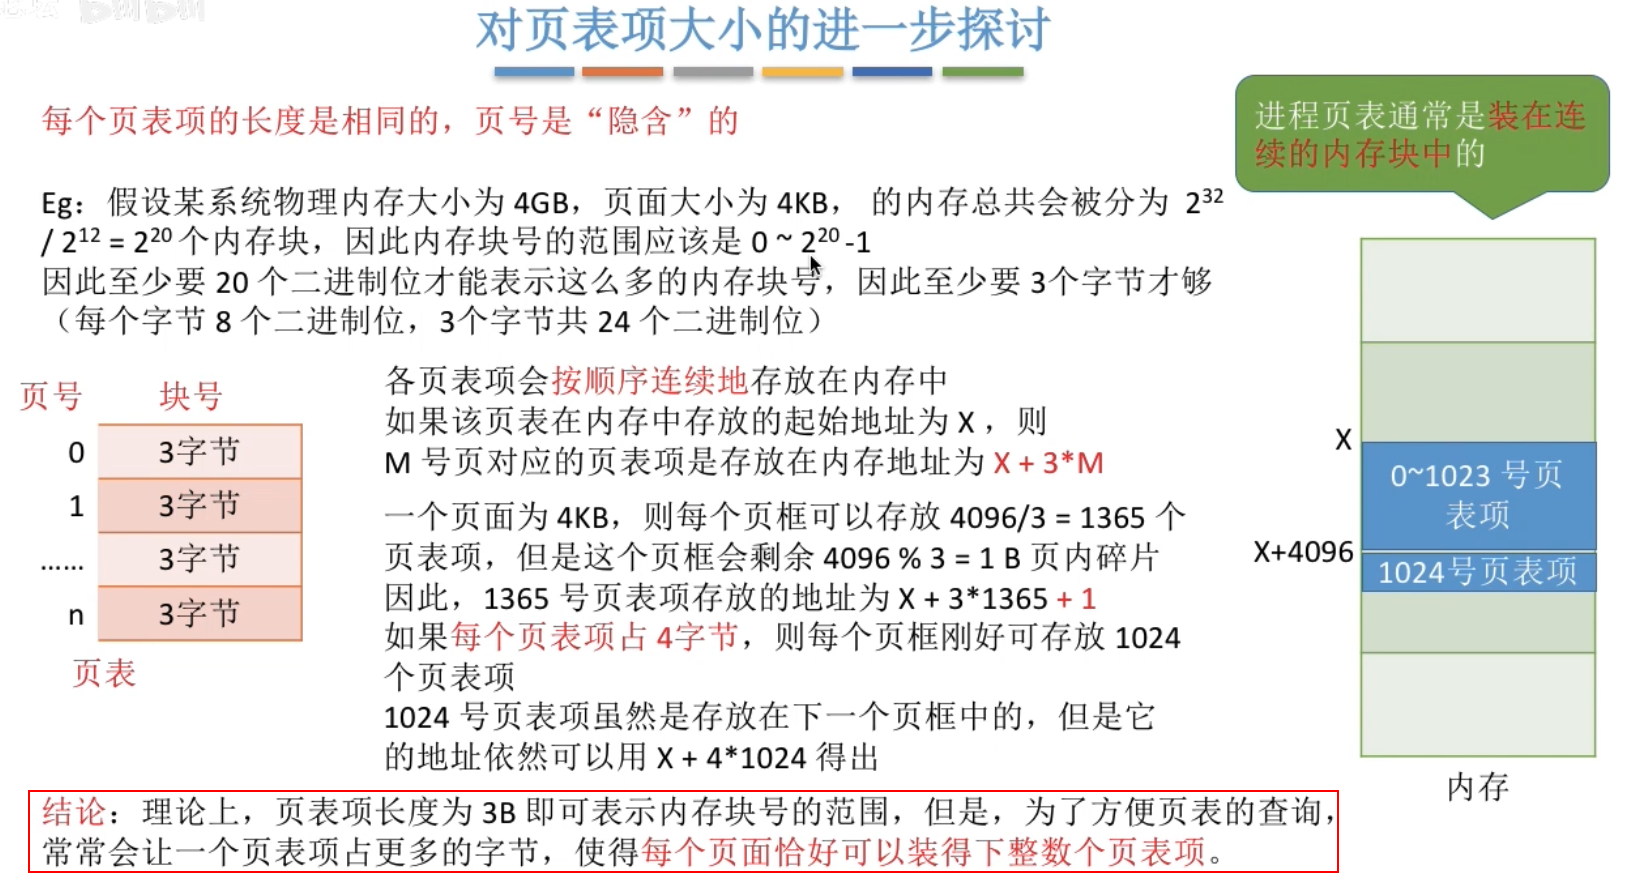 对页表项大小的进一步探讨
每个页表项的长度是相同的，页号是“隐含”的
进程页表通常是装在连
续的内存块中的
Eg：假设某系统物理内存大小为 4GB，页面大小为 4KB， 的内存总共会被分为 2³²
/ 2¹² = 2²⁰ 个内存块，因此内存块号的范围应该是 0 ~ 2²⁰ -1
因此至少要 20 个二进制位才能表示这么多的内存块号，因此至少要 3个字节才够
（每个字节 8 个二进制位，3个字节共 24 个二进制位）
页号 块号
0 3字节
1 3字节
…… 3字节
n 3字节
页表
各页表项会按顺序连续地存放在内存中
如果该页表在内存中存放的起始地址为 X ，则
M 号页对应的页表项是存放在内存地址为 X + 3*M
一个页面为 4KB，则每个页框可以存放 4096/3 = 1365 个
页表项，但是这个页框会剩余 4096 % 3 = 1 B 页内碎片
因此，1365 号页表项存放的地址为 X + 3*1365 + 1
如果每个页表项占 4字节，则每个页框刚好可存放 1024
个页表项
1024 号页表项虽然是存放在下一个页框中的，但是它
的地址依然可以用 X + 4*1024 得出
X
0~1023 号页
表项
X+4096
1024号页表项
内存
结论：理论上，页表项长度为 3B 即可表示内存块号的范围，但是，为了方便页表的查询，
常常会让一个页表项占更多的字节，使得每个页面恰好可以装得下整数个页表项。